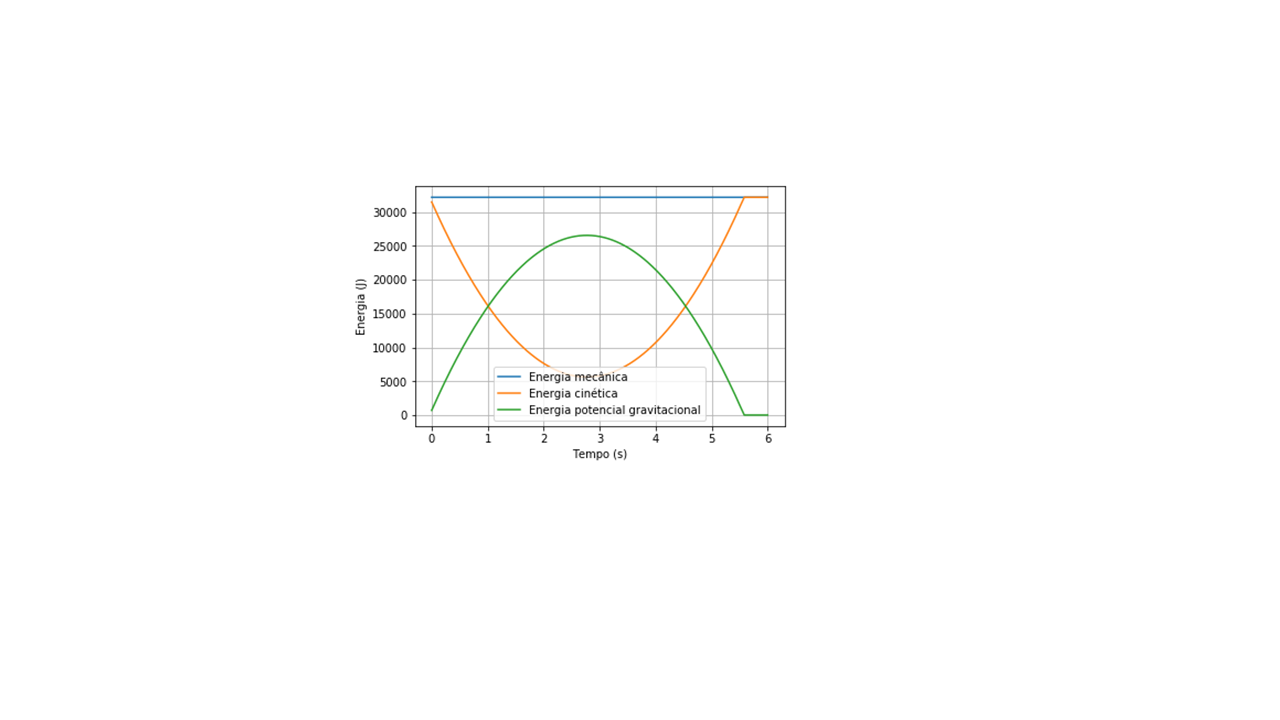 30000
25000
20000
15000
10000
5000
0
Energia (J)
Energia mecânica
Energia cinética
Energia potencial gravitacional
0 1 2 3 4 5 6
Tempo (s)